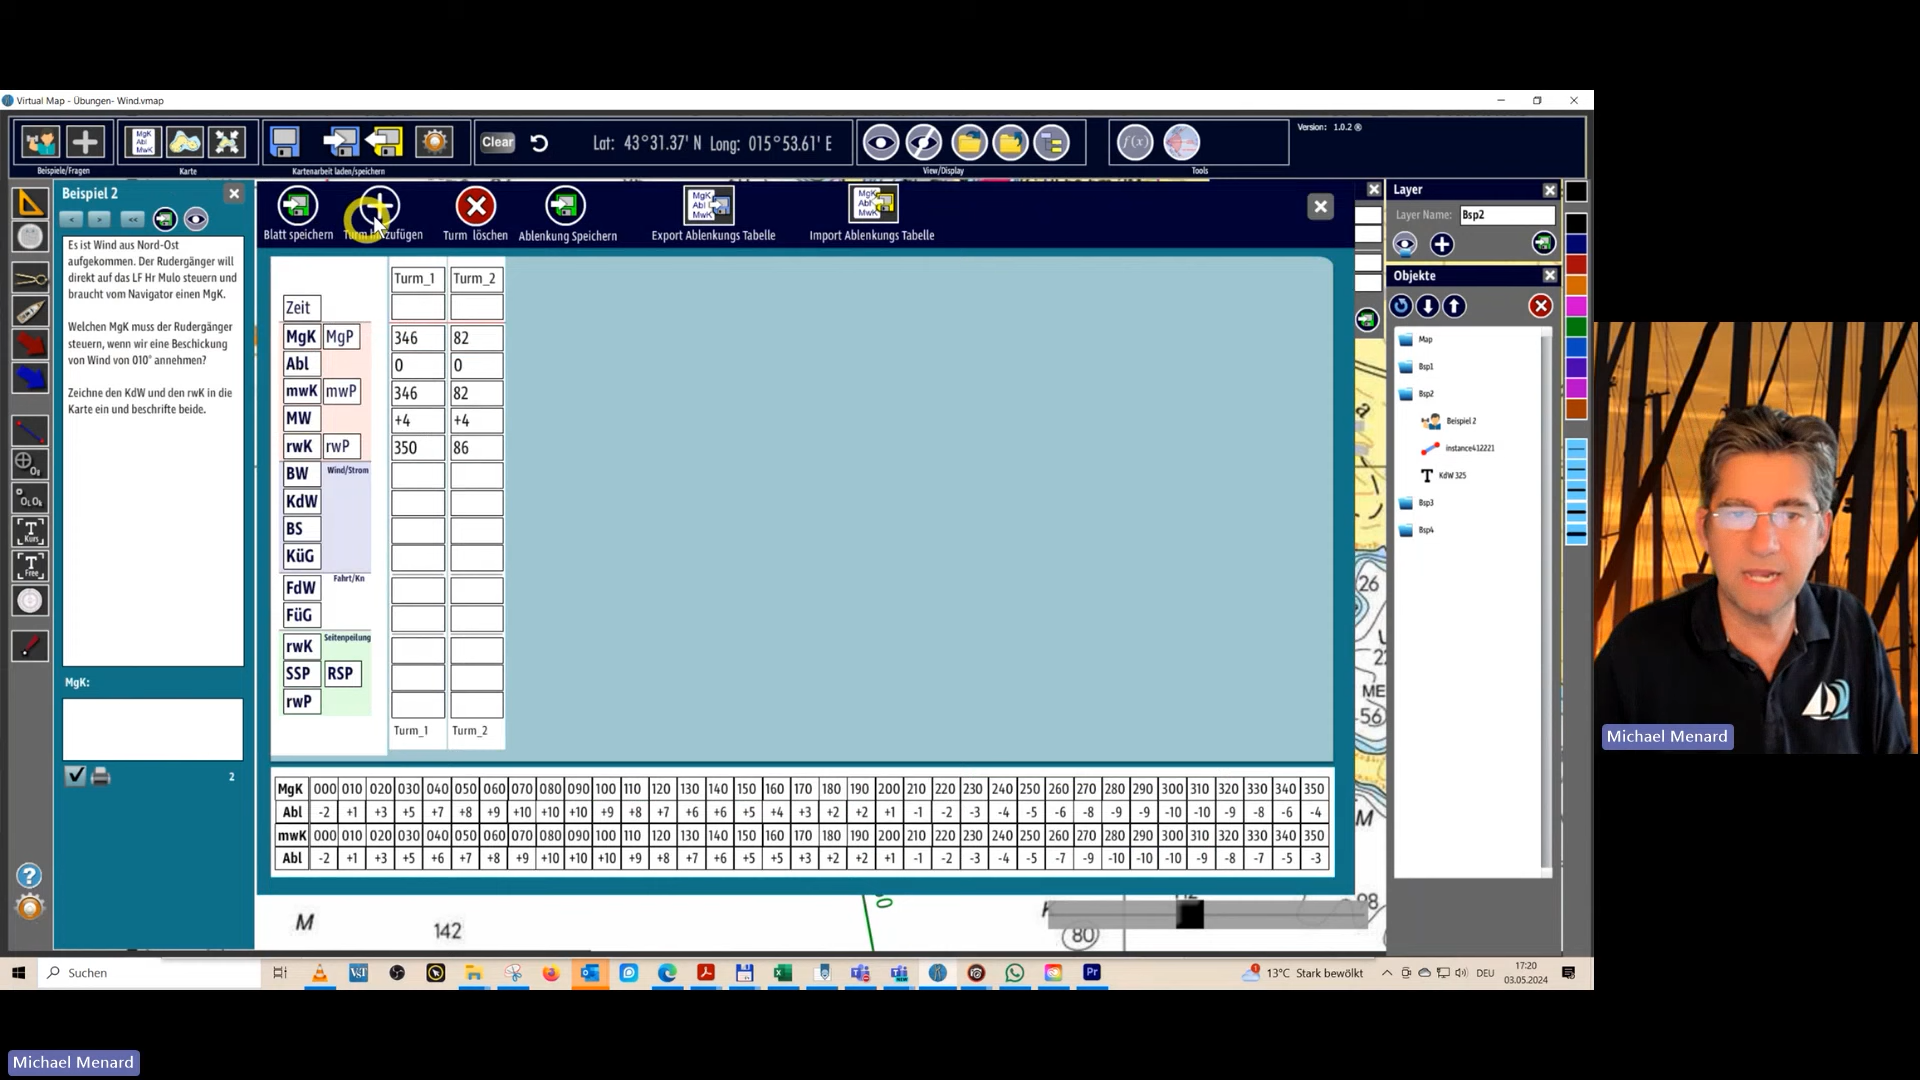 Virtual Map - Übungen- Wind.vmap
MgK
Abl
MwK
Clear
Lat: 43°31.37' N Long: 015°53.61' E
f(x)
Version: 1.0.2 ®
Beispiele/Fragen
Karte
Kartenarbeit laden/speichern
View/Display
Tools
Beispiel 2
<
>
<<
Es ist Wind aus Nord-Ost
aufgekommen. Der Rudergänger will
direkt auf das LF Hr Mulo steuern und
braucht vom Navigator einen MgK.
Welchen MgK muss der Rudergänger
steuern, wenn wir eine Beschickung
von Wind von 010° annehmen?
Zeichne den KdW und den rwK in die
Karte ein und beschrifte beide.
MgK:
2
Blatt speichern
Turm hinzufügen
Turm löschen
Ablenkung Speichern
Export Ablenkungs Tabelle
Import Ablenkungs Tabelle
Turm_1 Turm_2
Zeit
MgK MgP 346 82
Abl 0 0
mwK mwP 346 82
MW +4 +4
rwK rwP 350 86
BW Wind/Strom
KdW
BS
KüG
FdW Fahrt/Kn
FüG
rwK Seitenpeilung
SSP RSP
rwP
Turm_1 Turm_2
MgK 000 010 020 030 040 050 060 070 080 090 100 110 120 130 140 150 160 170 180 190 200 210 220 230 240 250 260 270 280 290 300 310 320 330 340 350
Abl -2 +1 +3 +5 +7 +8 +9 +10 +10 +10 +9 +8 +7 +6 +6 +5 +4 +3 +2 +2 +1 -1 -2 -3 -4 -5 -6 -8 -9 -9 -10 -10 -9 -8 -6 -4
mwK 000 010 020 030 040 050 060 070 080 090 100 110 120 130 140 150 160 170 180 190 200 210 220 230 240 250 260 270 280 290 300 310 320 330 340 350
Abl -2 +1 +3 +5 +6 +7 +8 +9 +10 +10 +10 +9 +8 +7 +6 +5 +5 +3 +2 +2 +1 -1 -2 -3 -4 -5 -7 -9 -10 -10 -10 -9 -8 -7 -5 -3
Layer
Layer Name: Bsp2
Objekte
Map
Bsp1
Bsp2
Beispiel 2
instance412221
KdW 325
Bsp3
Bsp4
T
Kurs
T
Free
26
ME
56
M
M
142
80
98
Suchen
13°C Stark bewölkt
DEU
17:20
03.05.2024
Michael Menard
Michael Menard